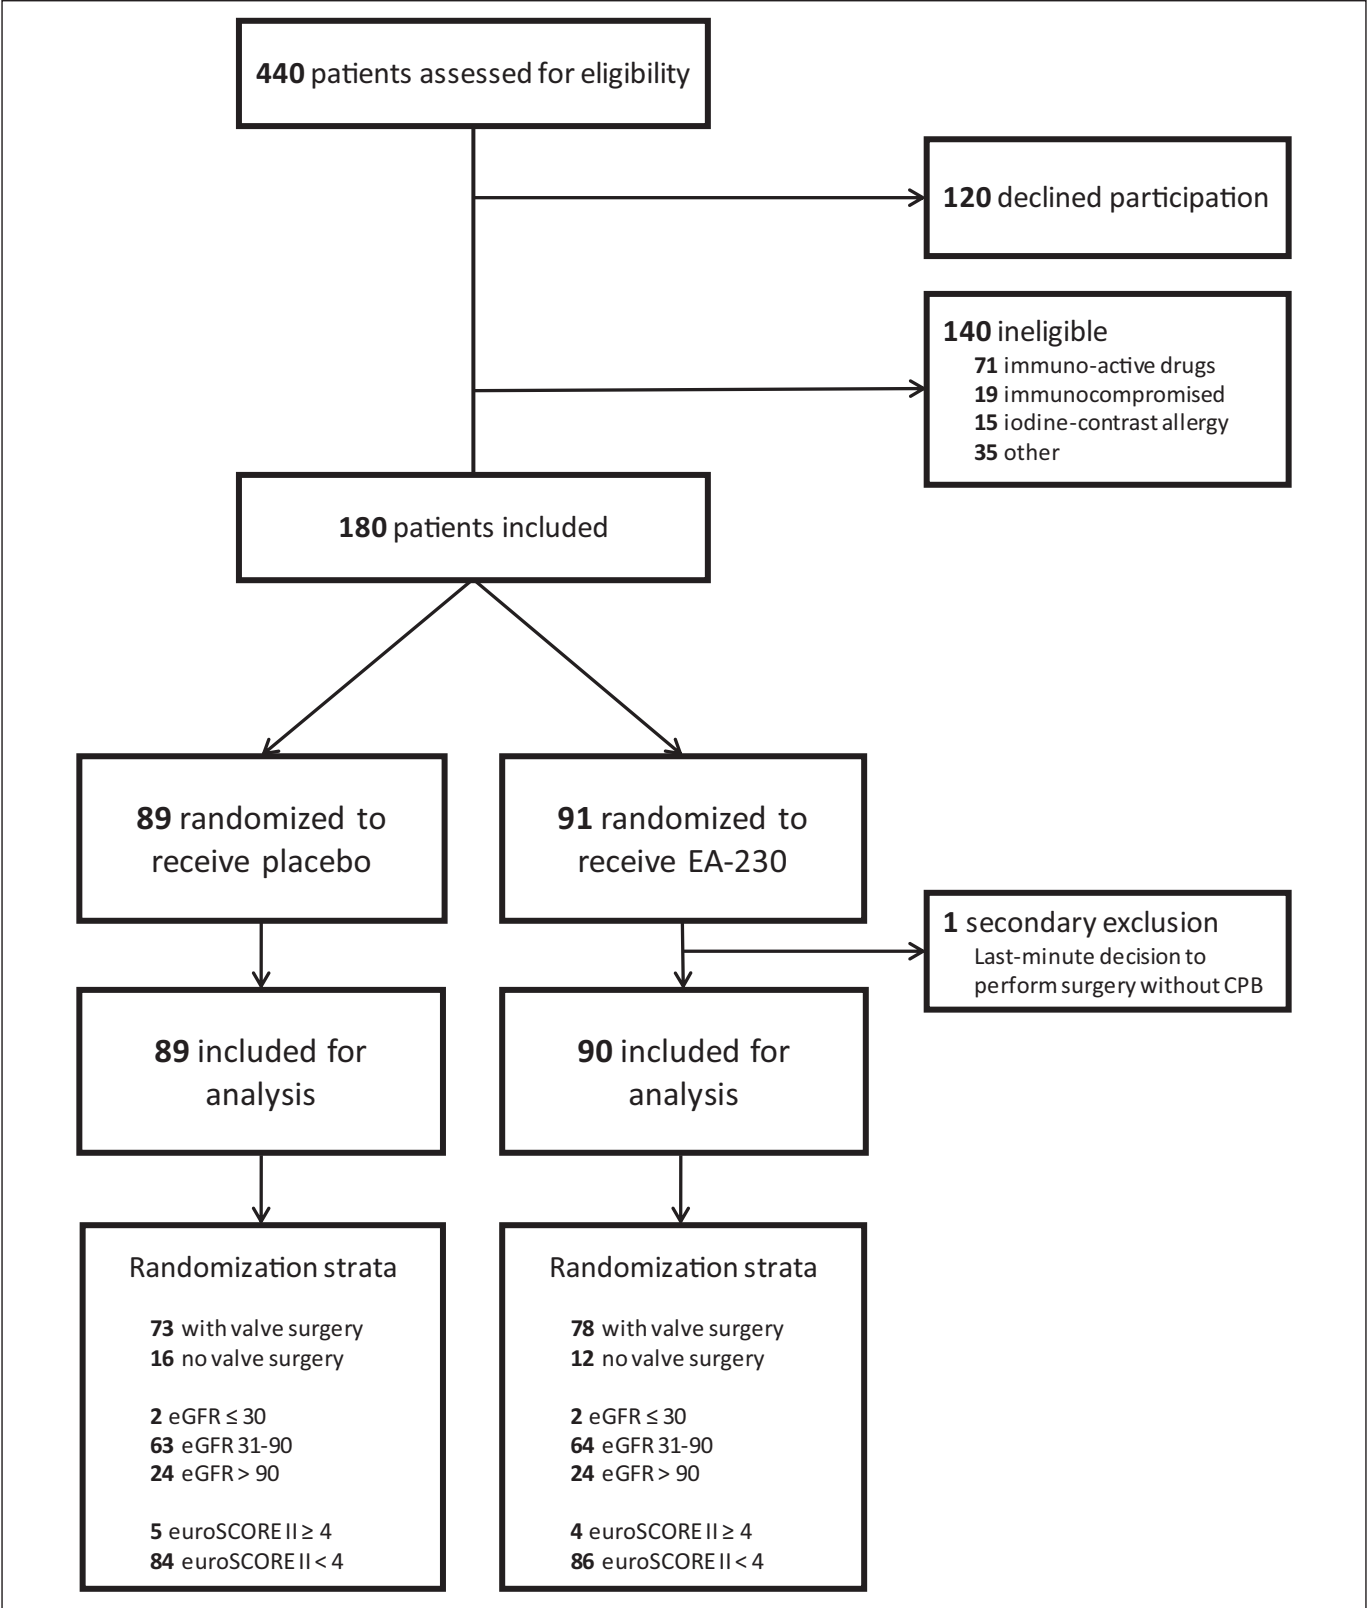 440 patients assessed for eligibility
120 declined participation
140 ineligible
71 immuno-active drugs
19 immunocompromised
15 iodine-contrast allergy
35 other
180 patients included
89 randomized to
receive placebo
91 randomized to
receive EA-230
1 secondary exclusion
Last-minute decision to
perform surgery without CPB
89 included for
analysis
90 included for
analysis
Randomization strata
73 with valve surgery
16 no valve surgery
2 eGFR ≤ 30
63 eGFR 31-90
24 eGFR > 90
5 euroSCORE II ≥ 4
84 euroSCORE II < 4
Randomization strata
78 with valve surgery
12 no valve surgery
2 eGFR ≤ 30
64 eGFR 31-90
24 eGFR > 90
4 euroSCORE II ≥ 4
86 euroSCORE II < 4